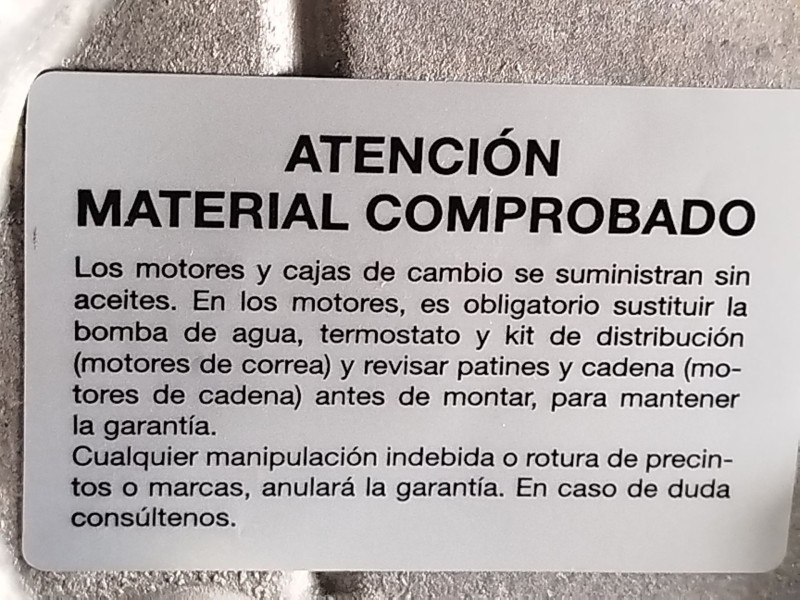 ATENCIÓN
MATERIAL COMPROBADO
Los motores y cajas de cambio se suministran sin
aceites. En los motores, es obligatorio sustituir la
bomba de agua, termostato y kit de distribución
(motores de correa) y revisar patines y cadena (mo-
tores de cadena) antes de montar, para mantener
la garantía.
Cualquier manipulación indebida o rotura de precin-
tos o marcas, anulará la garantía. En caso de duda
consúltenos.